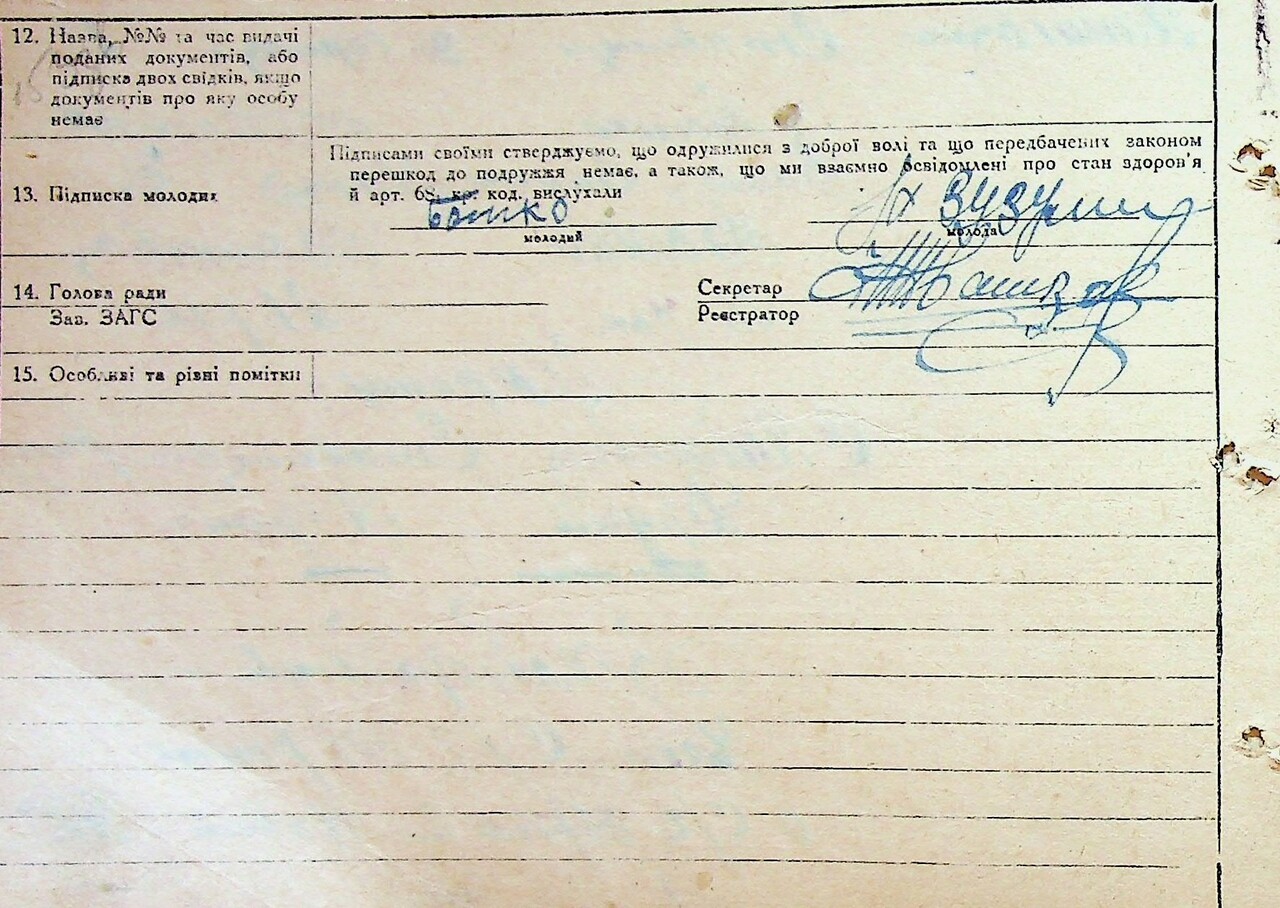 12. Назва, №№ та час видачі
поданих документів, або
підписка двох свідків, якщо
документів про яку особу
немає
Підписами своїми стверджуємо, що одружилися з доброї волі та що передбачених законом
перешкод до подружжя немає, а також, що ми взаємно освідомлені про стан здоров'я
й арт. 68. кр. код. вислухали
13. Підписка молодих
молодий
молода
14. Голова ради
Зав. ЗАГС
Секретар
Реєстратор
15. Особливі та різні помітки